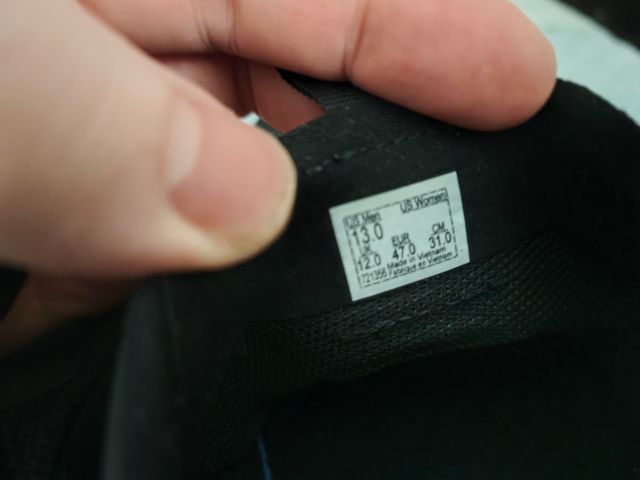 US Men US Women
13.0
UK EUR CM
12.0 47.0 31.0
Made in Vietnam
721356 Fabriqué en Vietnam